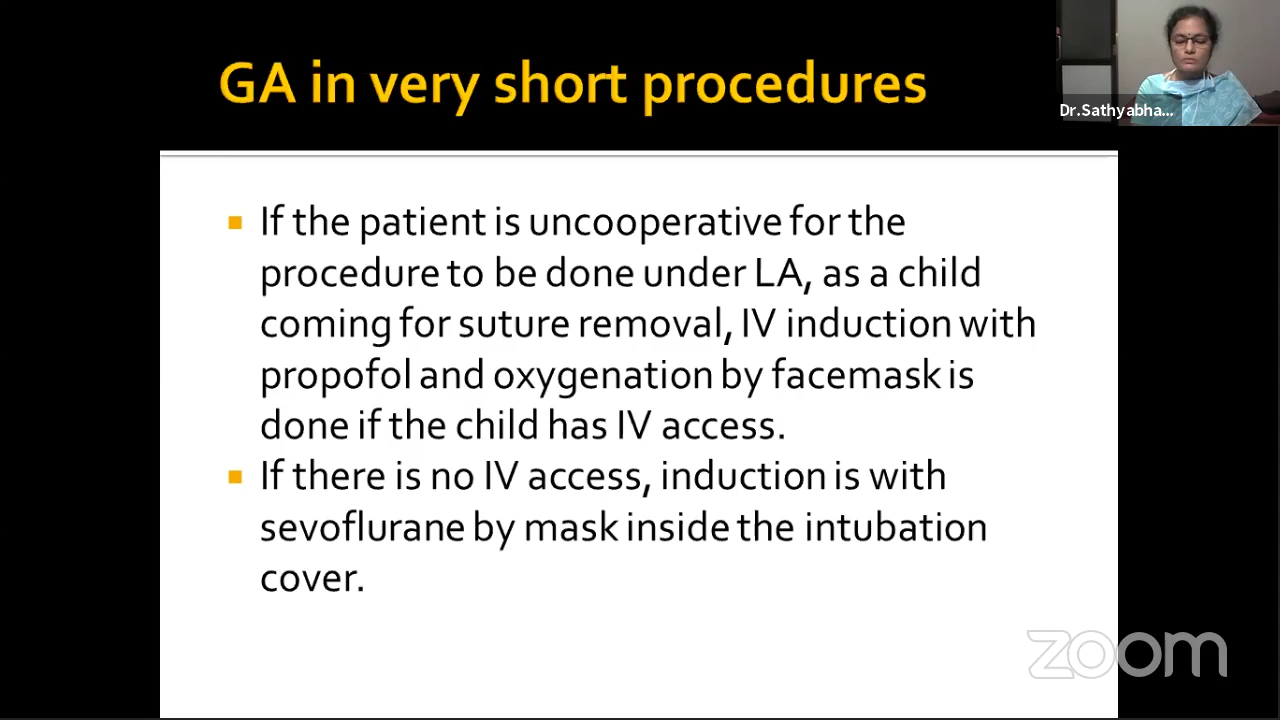 GA in very short procedures
Dr.Sathyabha...
If the patient is uncooperative for the
procedure to be done under LA, as a child
coming for suture removal, IV induction with
propofol and oxygenation by facemask is
done if the child has IV access.
If there is no IV access, induction is with
sevoflurane by mask inside the intubation
cover.
zoom